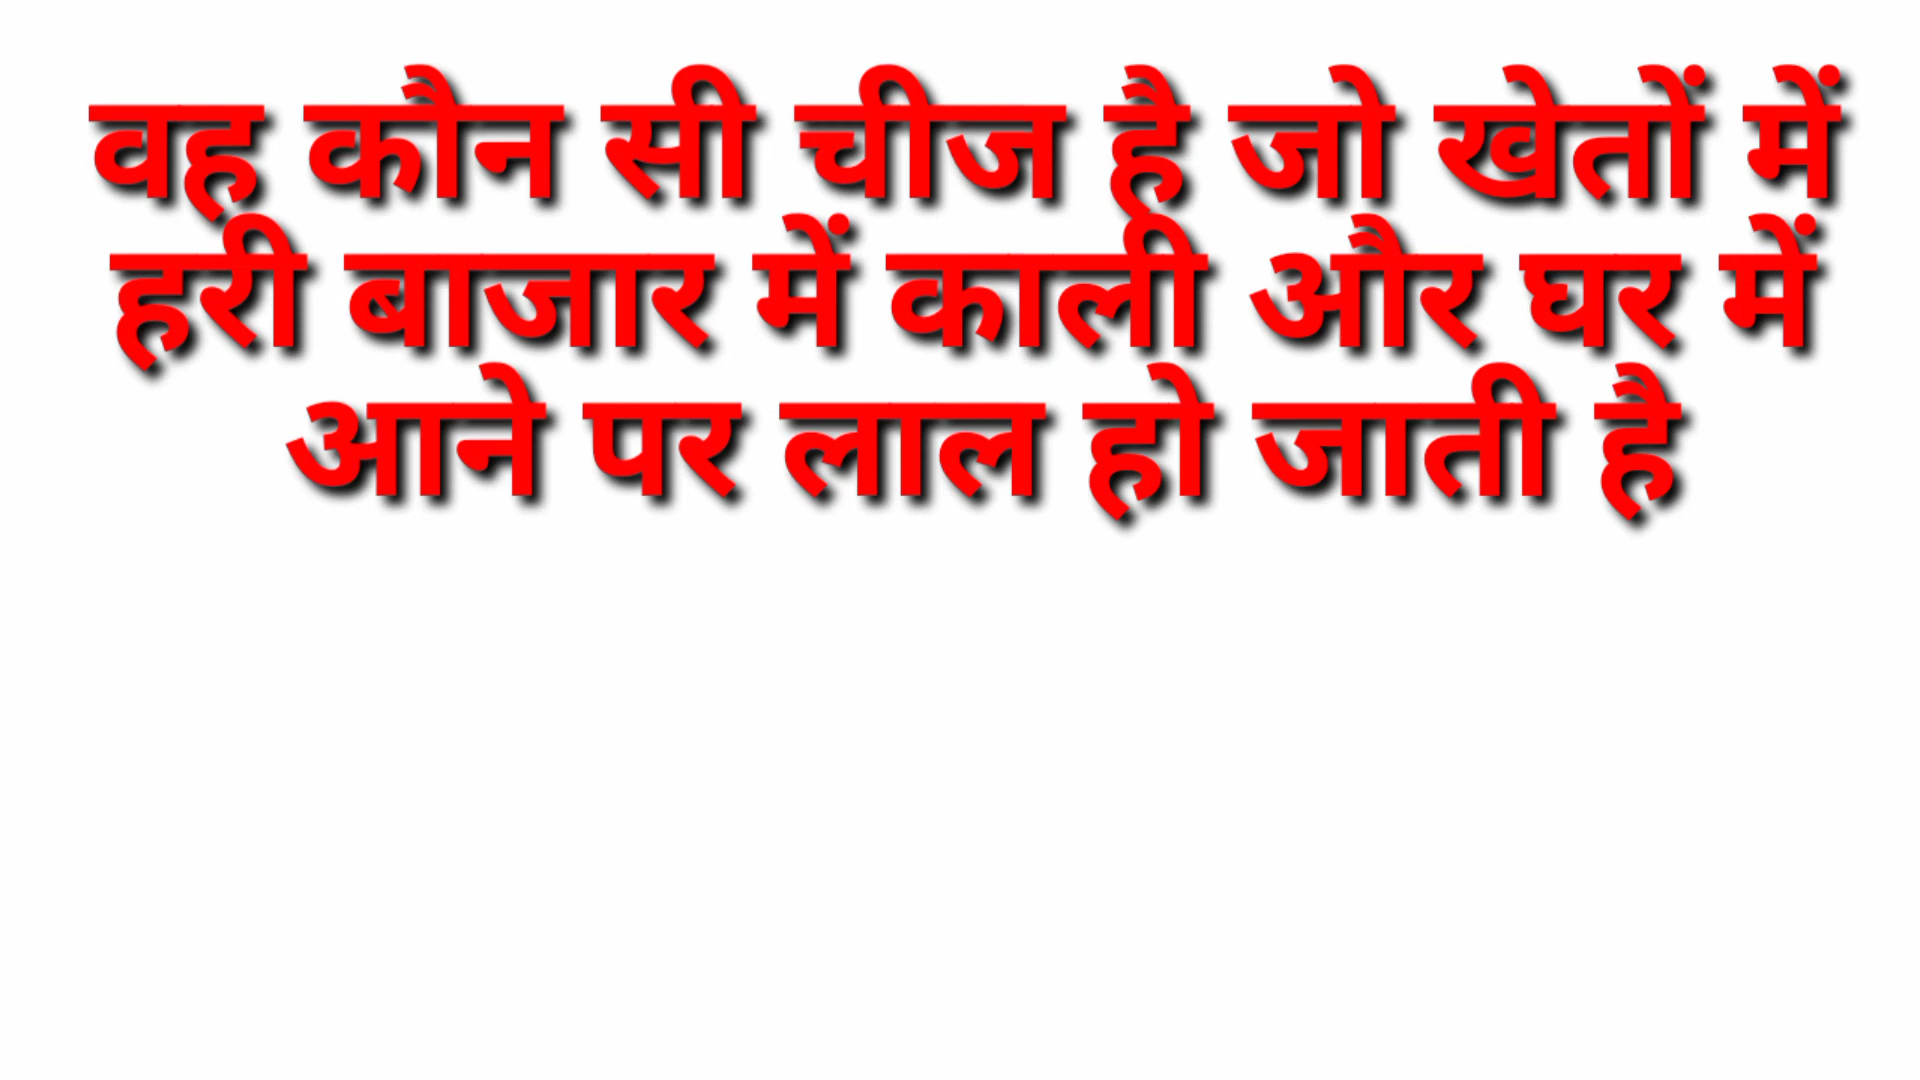 वह कौन सी चीज है जो खेतों में
हरी बाजार में काली और घर में
आने पर लाल हो जाती है